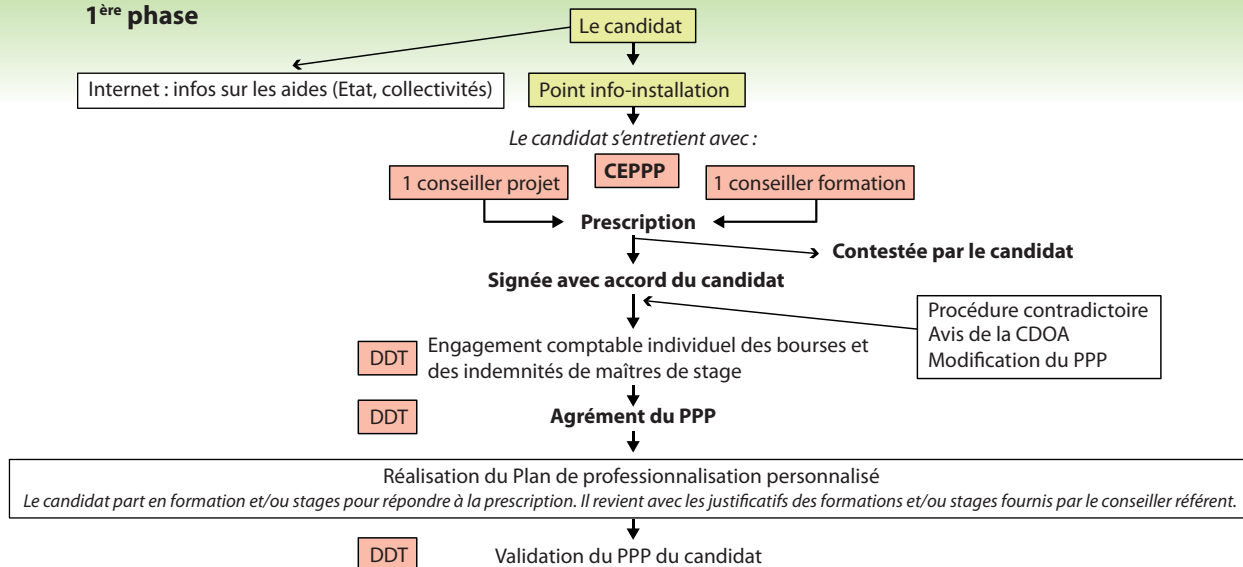 1ère phase
Le candidat
Internet : infos sur les aides (Etat, collectivités)
Point info-installation
Le candidat s'entretient avec :
CEPPP
1 conseiller projet
1 conseiller formation
Prescription
Contestée par le candidat
Signée avec accord du candidat
Procédure contradictoire
Avis de la CDOA
Modification du PPP
DDT
Engagement comptable individuel des bourses et
des indemnités de maîtres de stage
DDT
Agrément du PPP
Réalisation du Plan de professionnalisation personnalisé
Le candidat part en formation et/ou stages pour répondre à la prescription. Il revient avec les justificatifs des formations et/ou stages fournis par le conseiller référent.
DDT
Validation du PPP du candidat